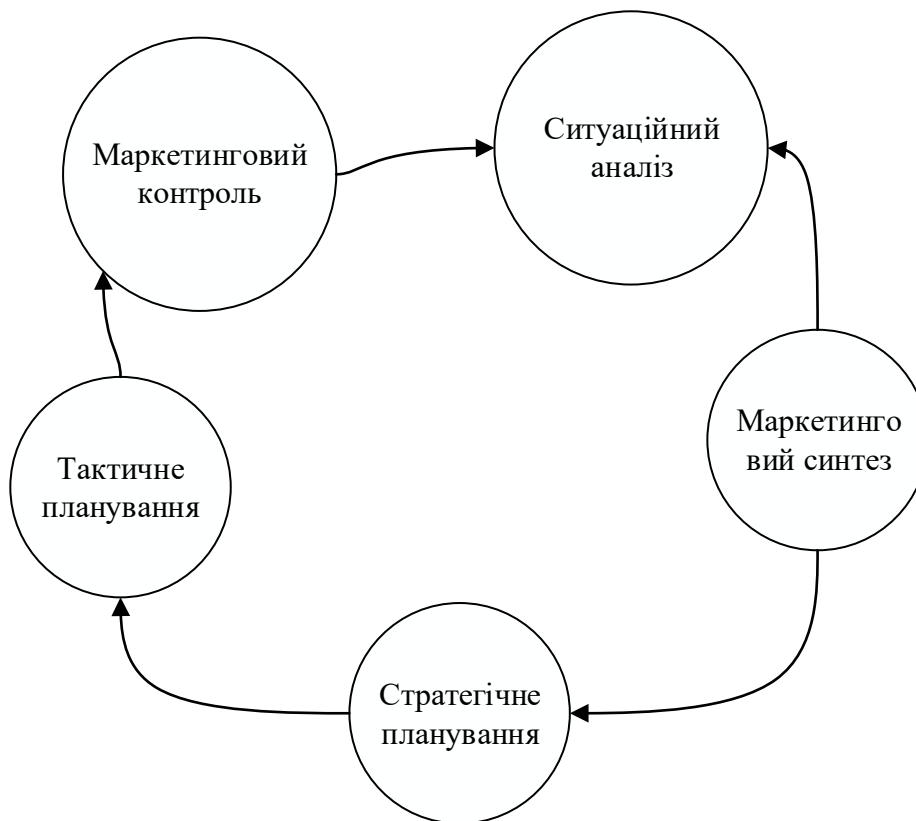 Маркетинговий
контроль
Ситуаційний
аналіз
Маркетинго
вий синтез
Тактичне
планування
Стратегічне
планування